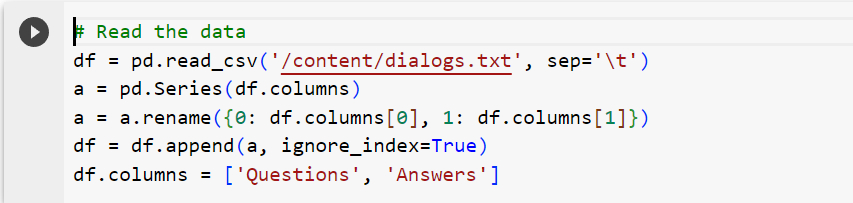 # Read the data
df = pd.read_csv('/content/dialogs.txt', sep='\t')
a = pd.Series(df.columns)
a = a.rename({0: df.columns[0], 1: df.columns[1]})
df = df.append(a, ignore_index=True)
df.columns = ['Questions', 'Answers']